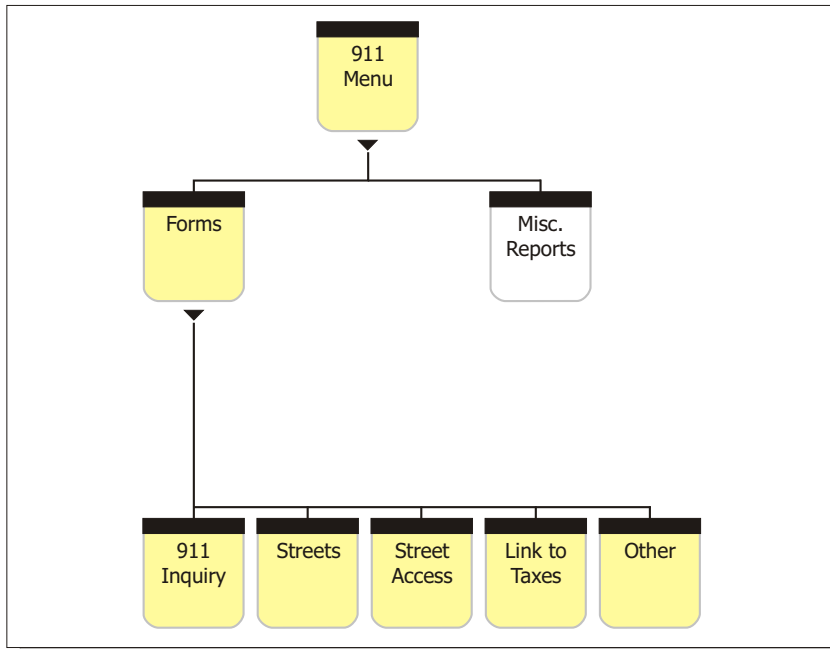 911
Menu
Forms
Misc.
Reports
911
Inquiry
Streets
Street
Access
Link to
Taxes
Other